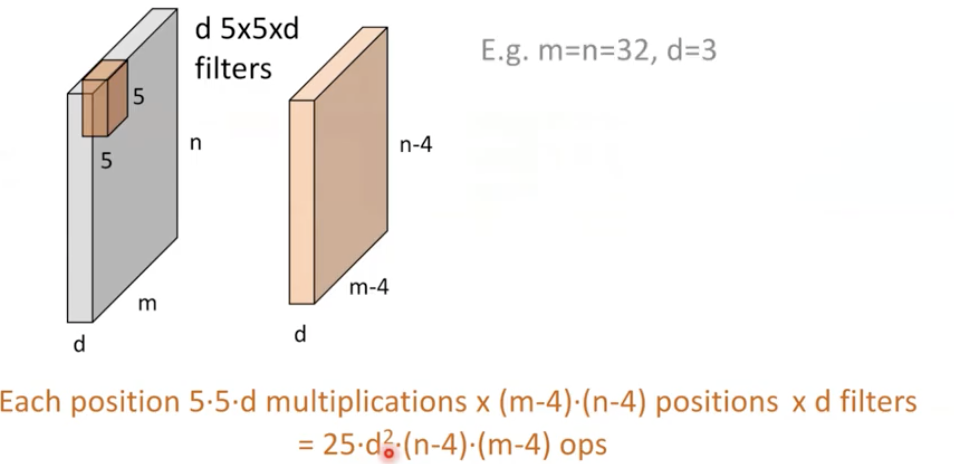 d 5x5xd
filters
E.g. m=n=32, d=3
5
5
n
m
d
n-4
m-4
d
Each position 5·5·d multiplications x (m-4)·(n-4) positions x d filters
= 25·d²·(n-4)·(m-4) ops